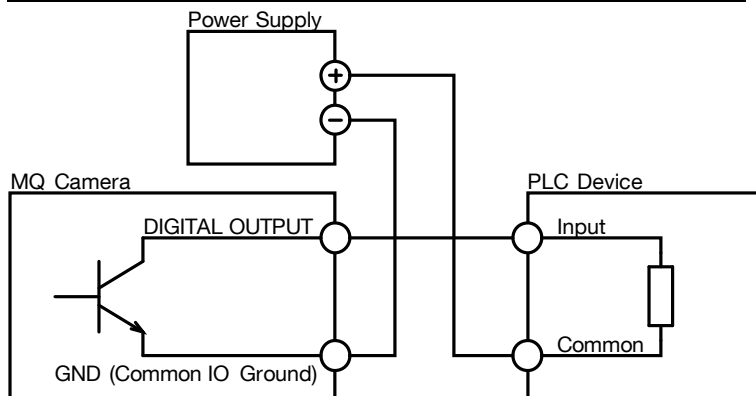 Power Supply
+
−
MQ Camera
PLC Device
DIGITAL OUTPUT
Input
GND (Common IO Ground)
Common